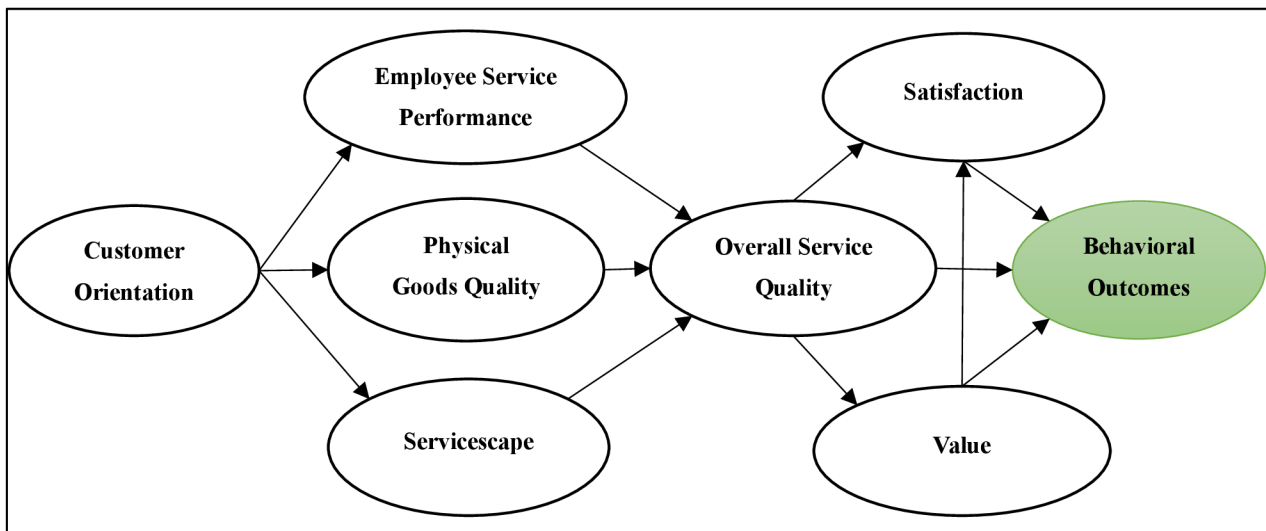 Employee Service
Performance
Satisfaction
Customer
Orientation
Physical
Goods Quality
Overall Service
Quality
Behavioral
Outcomes
Servicescape
Value